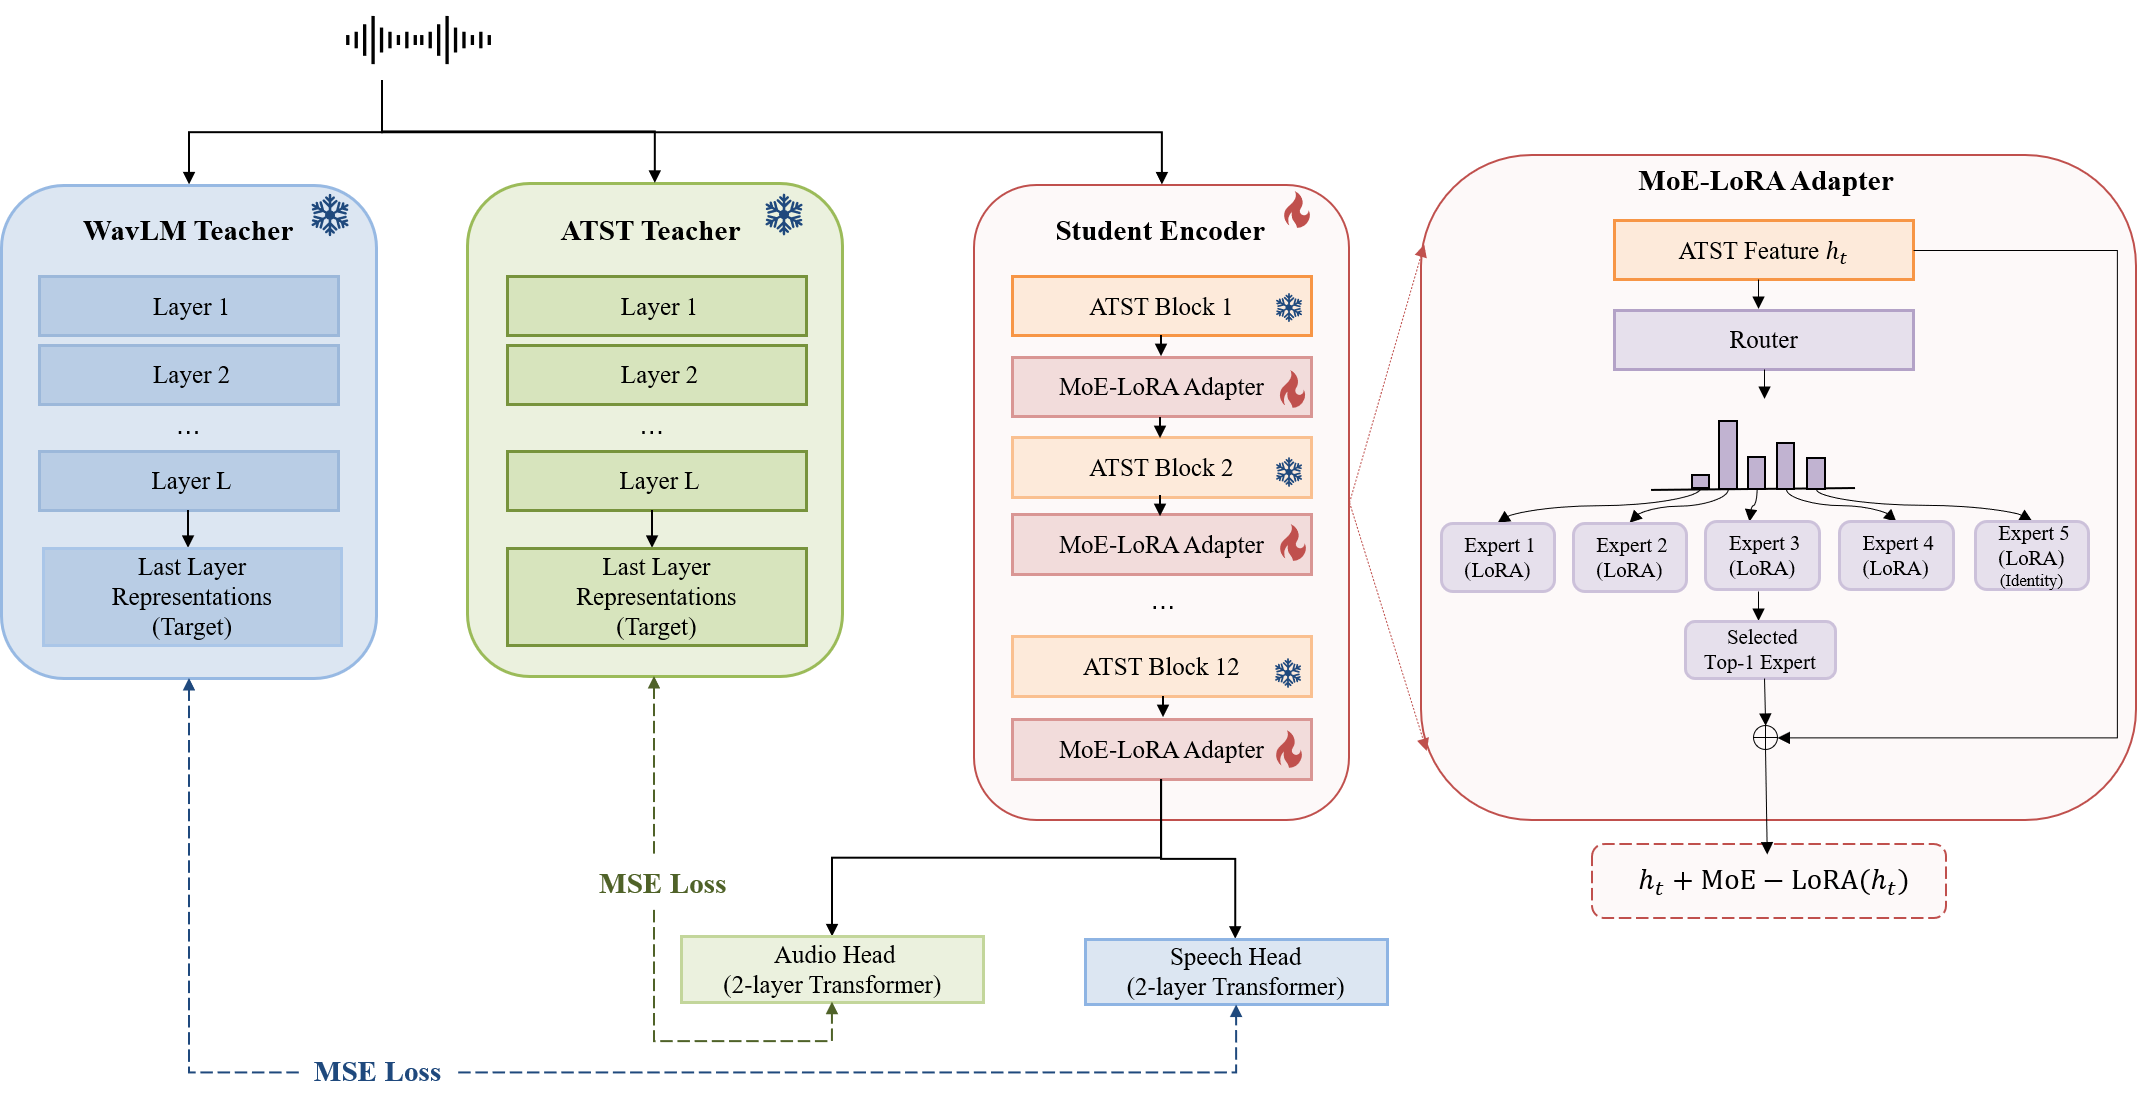 WavLM Teacher
Layer 1
Layer 2
...
Layer L
Last Layer
Representations
(Target)
ATST Teacher
Layer 1
Layer 2
...
Layer L
Last Layer
Representations
(Target)
Student Encoder
ATST Block 1
MoE-LoRA Adapter
ATST Block 2
MoE-LoRA Adapter
...
ATST Block 12
MoE-LoRA Adapter
MoE-LoRA Adapter
ATST Feature $h_t$
Router
Expert 1
(LoRA)
Expert 2
(LoRA)
Expert 3
(LoRA)
Expert 4
(LoRA)
Expert 5
(LoRA)
(Identity)
Selected
Top-1 Expert
$h_t$ + MoE − LoRA($h_t$)
MSE Loss
Audio Head
(2-layer Transformer)
Speech Head
(2-layer Transformer)
MSE Loss